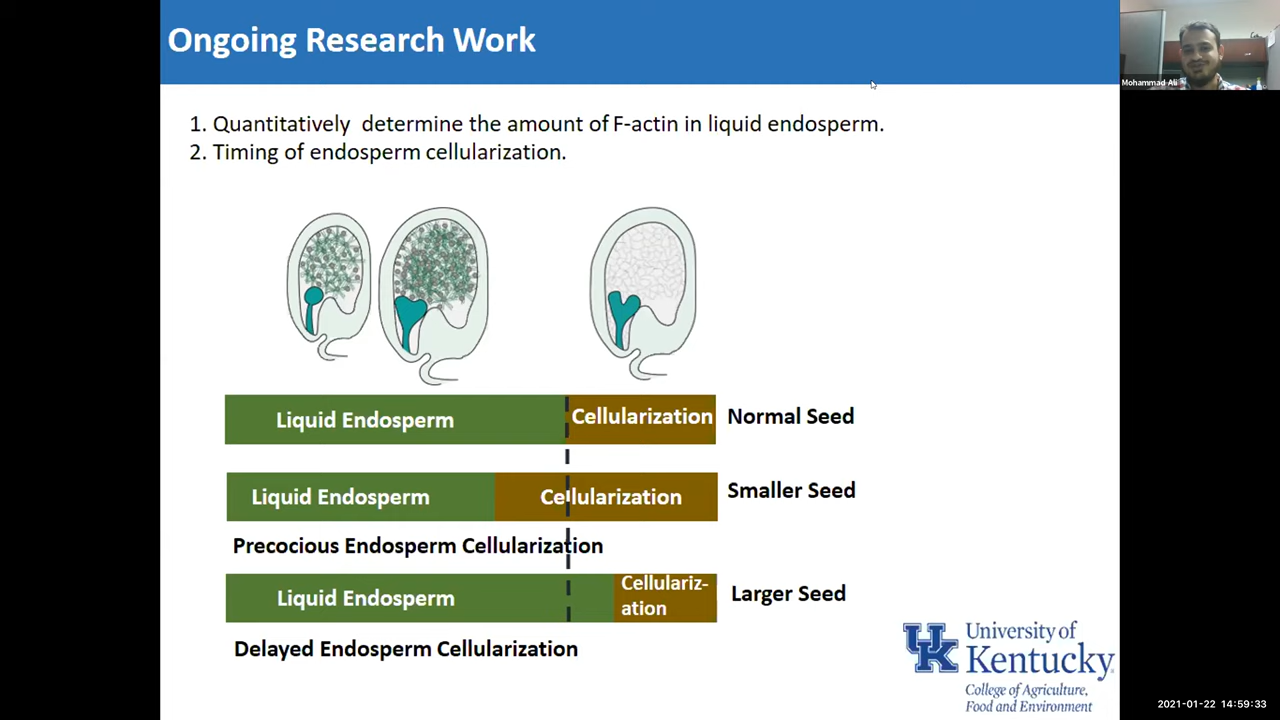 Ongoing Research Work
Mohammad Ali
1. Quantitatively determine the amount of F-actin in liquid endosperm.
2. Timing of endosperm cellularization.
Liquid Endosperm
Cellularization
Normal Seed
Liquid Endosperm
Cellularization
Smaller Seed
Precocious Endosperm Cellularization
Liquid Endosperm
Cellulariz-
ation
Larger Seed
Delayed Endosperm Cellularization
UK
University of
Kentucky
College of Agriculture,
Food and Environment
2021-01-22 14:59:33